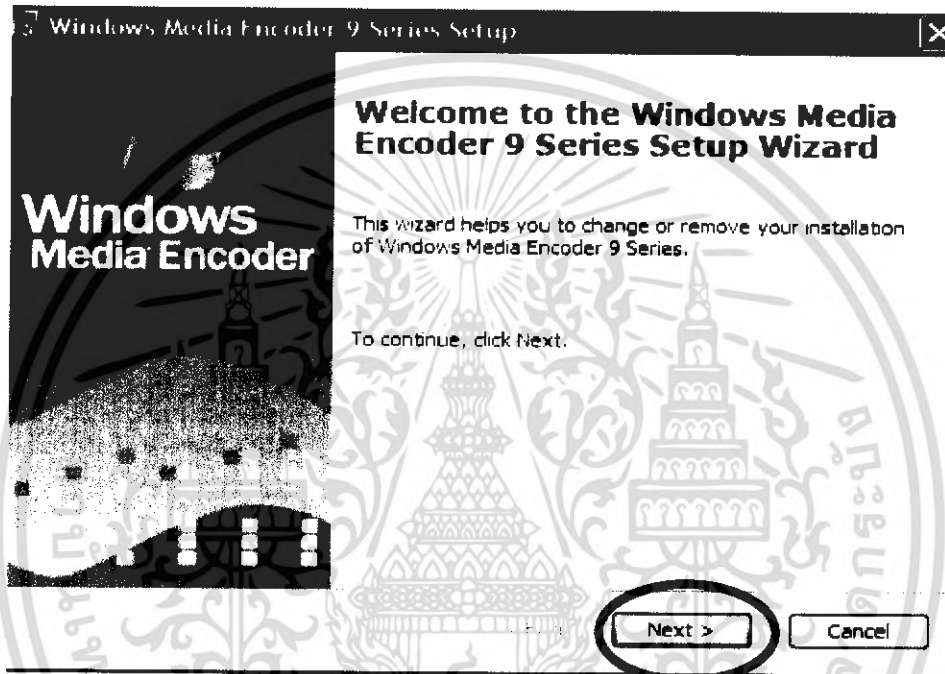 Windows Media Encoder 9 Series Setup
Windows
Media Encoder
Welcome to the Windows Media
Encoder 9 Series Setup Wizard
This wizard helps you to change or remove your installation
of Windows Media Encoder 9 Series.
To continue, click Next.
Next >
Cancel